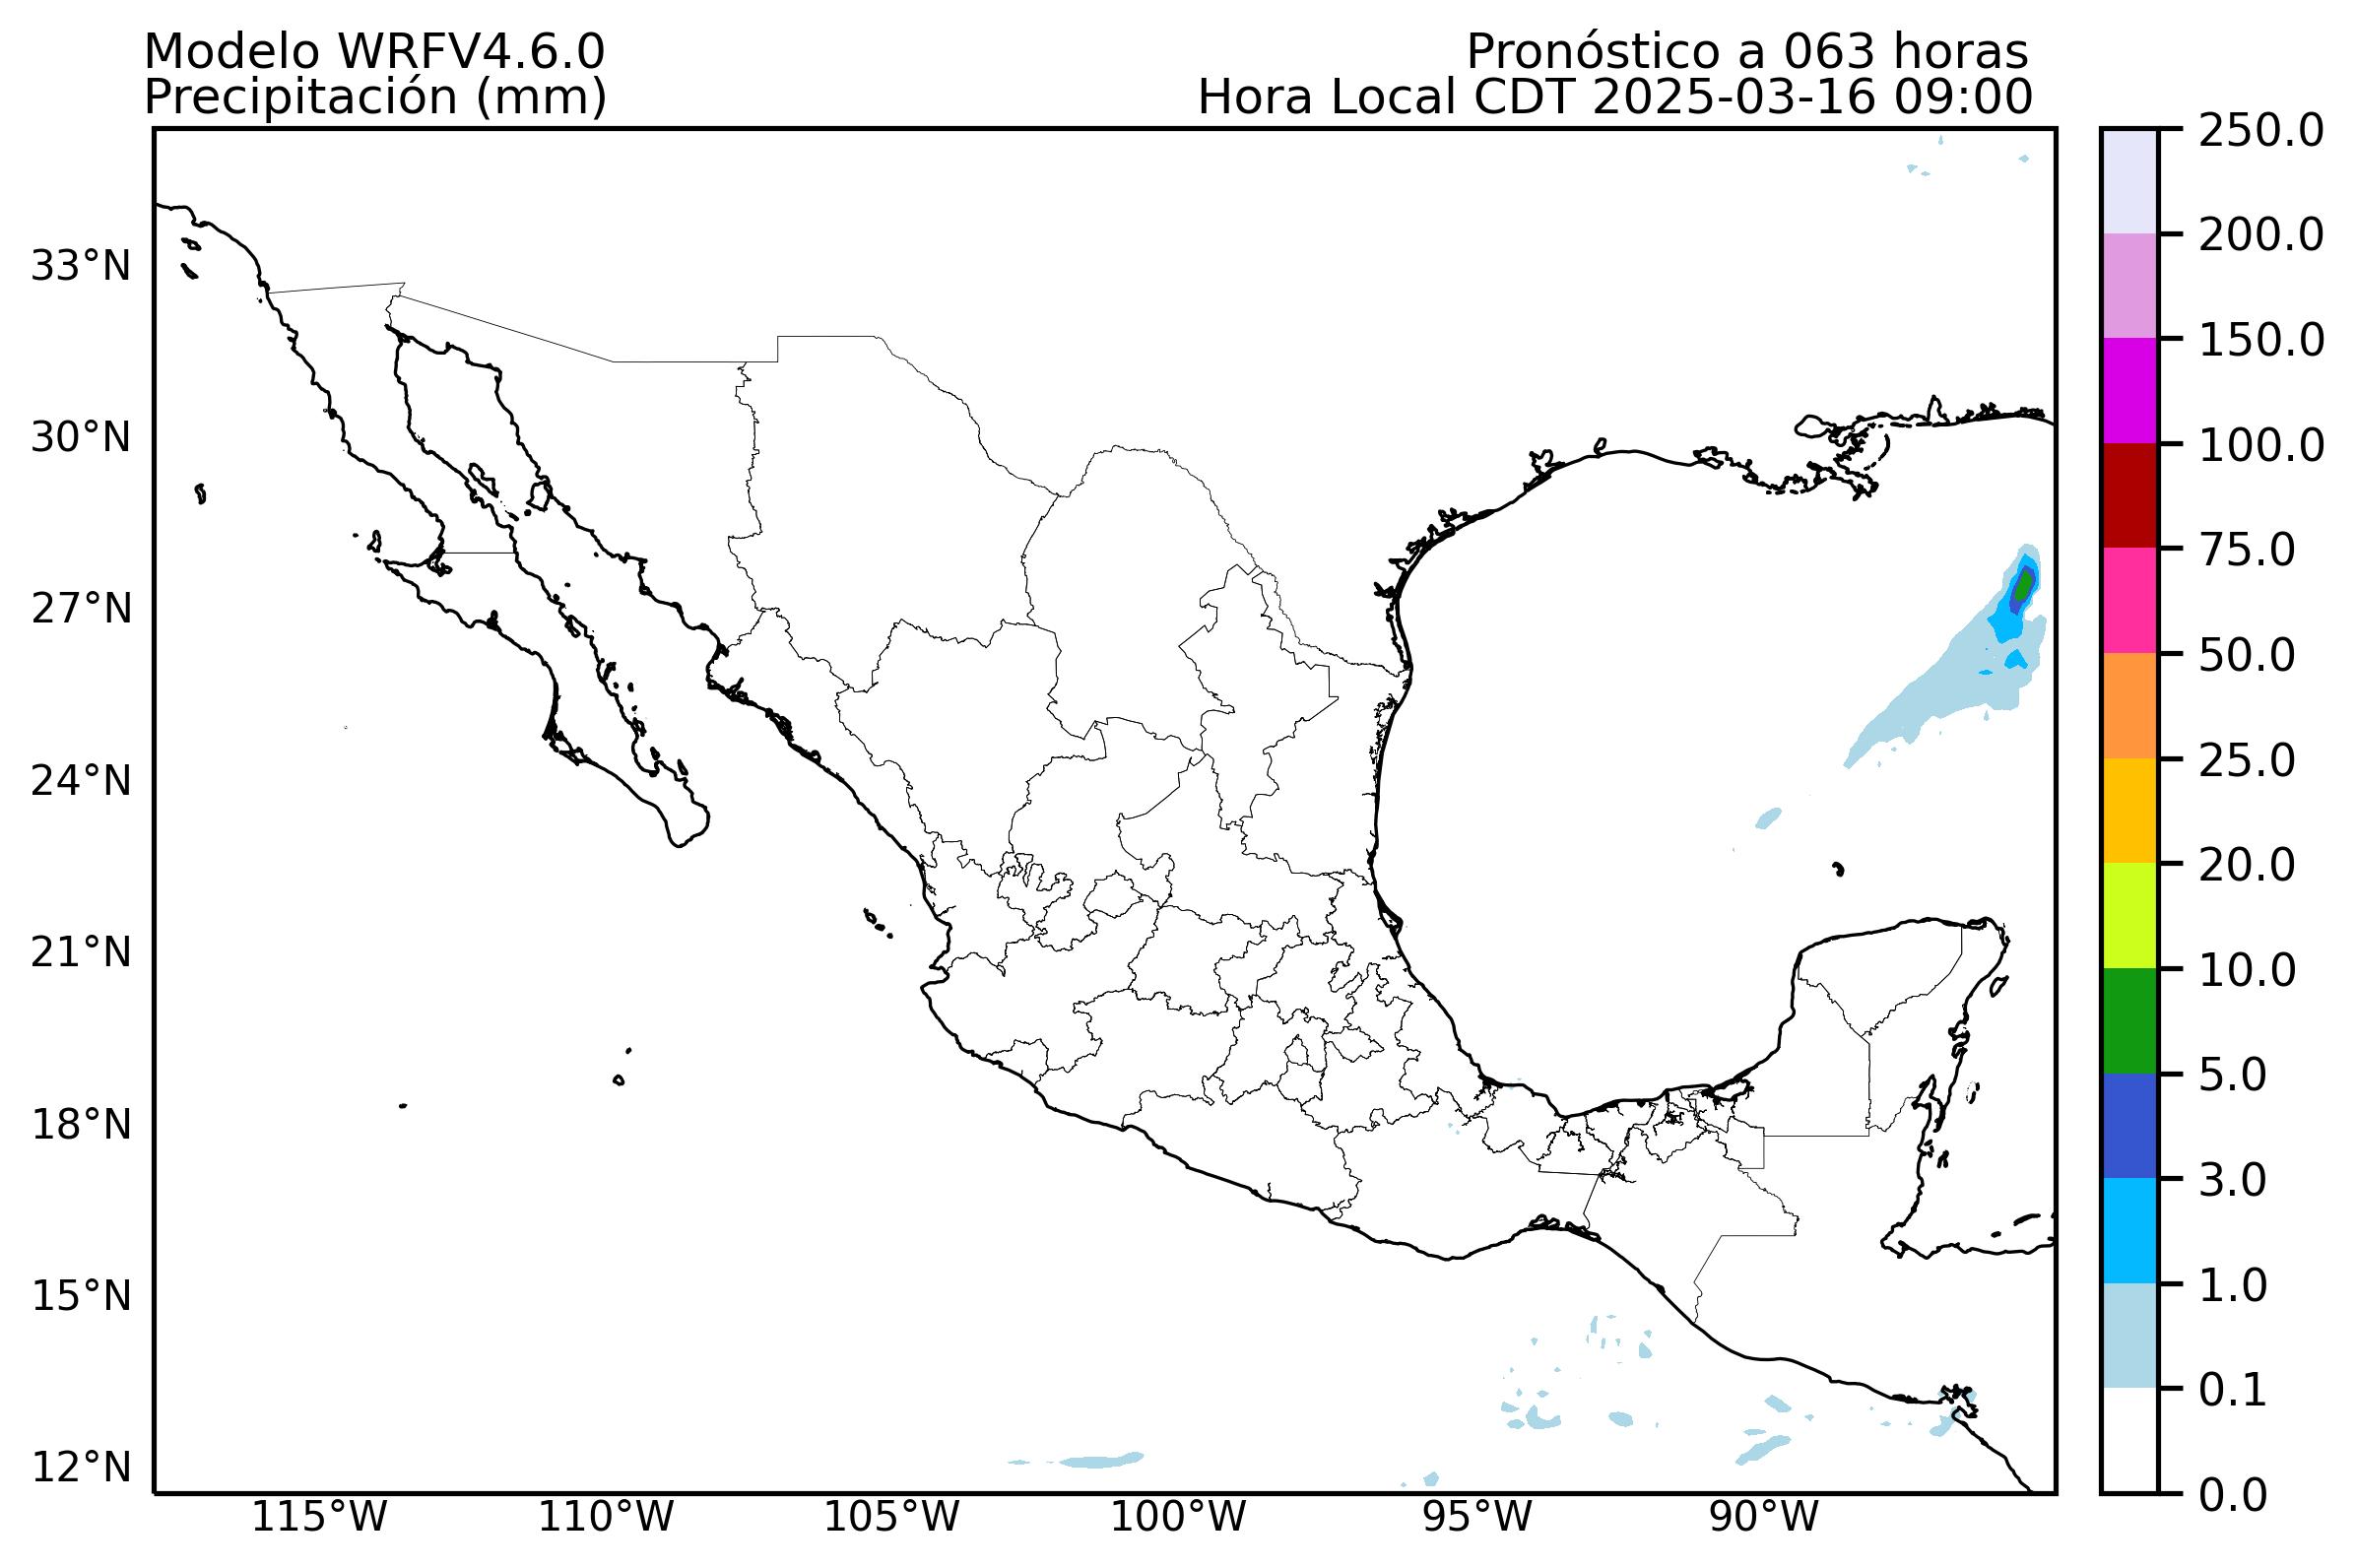 Modelo WRFV4.6.0
Precipitación (mm)
Pronóstico a 063 horas
Hora Local CDT 2025-03-16 09:00
33°N
30°N
27°N
24°N
21°N
18°N
15°N
12°N
115°W
110°W
105°W
100°W
95°W
90°W
250.0
200.0
150.0
100.0
75.0
50.0
25.0
20.0
10.0
5.0
3.0
1.0
0.1
0.0